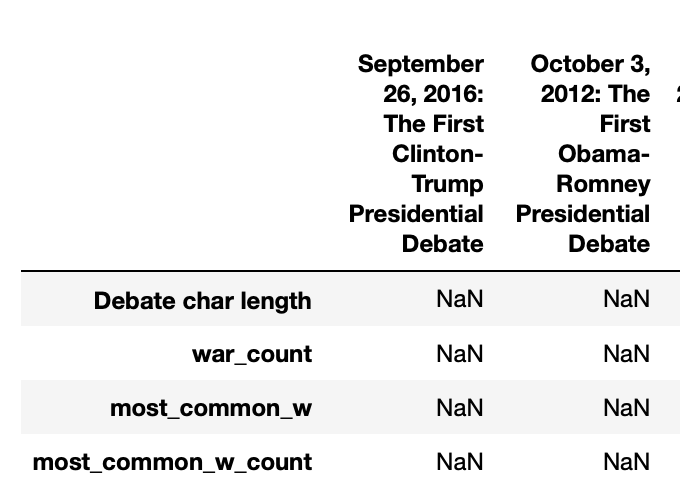 September
26, 2016:
The First
Clinton-
Trump
Presidential
Debate
October 3,
2012: The
First
Obama-
Romney
Presidential
Debate
Debate char length NaN NaN
war_count NaN NaN
most_common_w NaN NaN
most_common_w_count NaN NaN